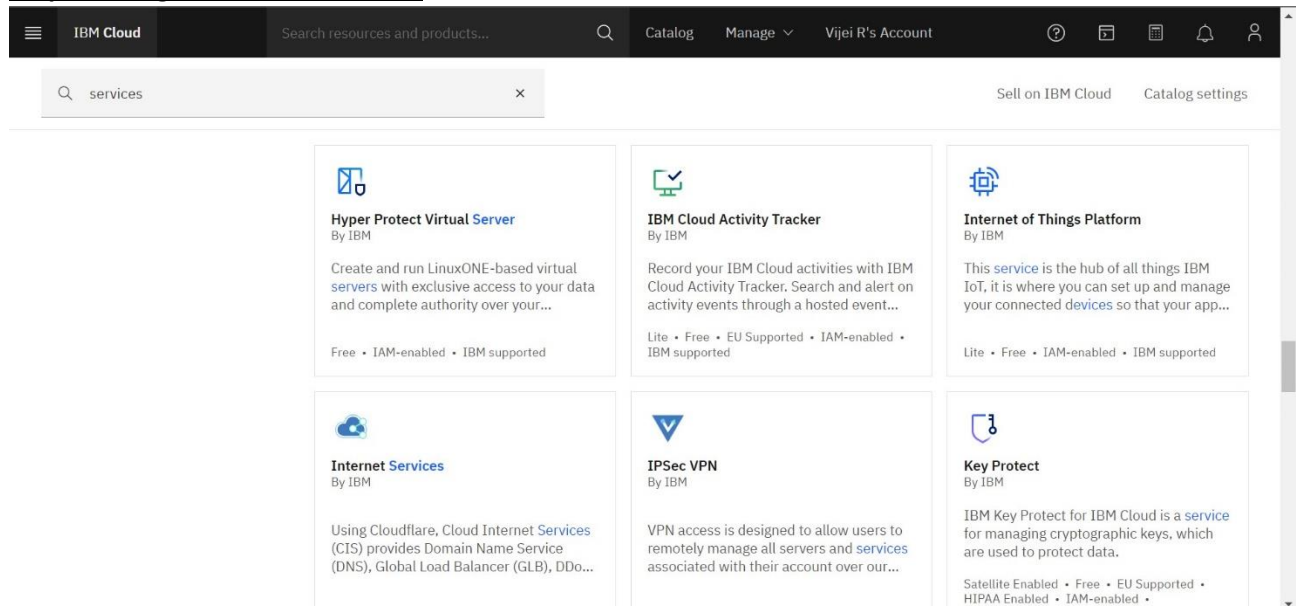 IBM Cloud
Search resources and products...
Catalog
Manage
Vijei R's Account
services
Sell on IBM Cloud
Catalog settings
Hyper Protect Virtual Server
By IBM
Create and run LinuxONE-based virtual
servers with exclusive access to your data
and complete authority over your...
Free • IAM-enabled • IBM supported
IBM Cloud Activity Tracker
By IBM
Record your IBM Cloud activities with IBM
Cloud Activity Tracker. Search and alert on
activity events through a hosted event...
Lite • Free • EU Supported • IAM-enabled •
IBM supported
Internet of Things Platform
By IBM
This service is the hub of all things IBM
IoT, it is where you can set up and manage
your connected devices so that your app...
Lite • Free • IAM-enabled • IBM supported
Internet Services
By IBM
Using Cloudflare, Cloud Internet Services
(CIS) provides Domain Name Service
(DNS), Global Load Balancer (GLB), DDo...
IPSec VPN
By IBM
VPN access is designed to allow users to
remotely manage all servers and services
associated with their account over our...
Key Protect
By IBM
IBM Key Protect for IBM Cloud is a service
for managing cryptographic keys, which
are used to protect data.
Satellite Enabled • Free • EU Supported •
HIPAA Enabled • IAM-enabled •